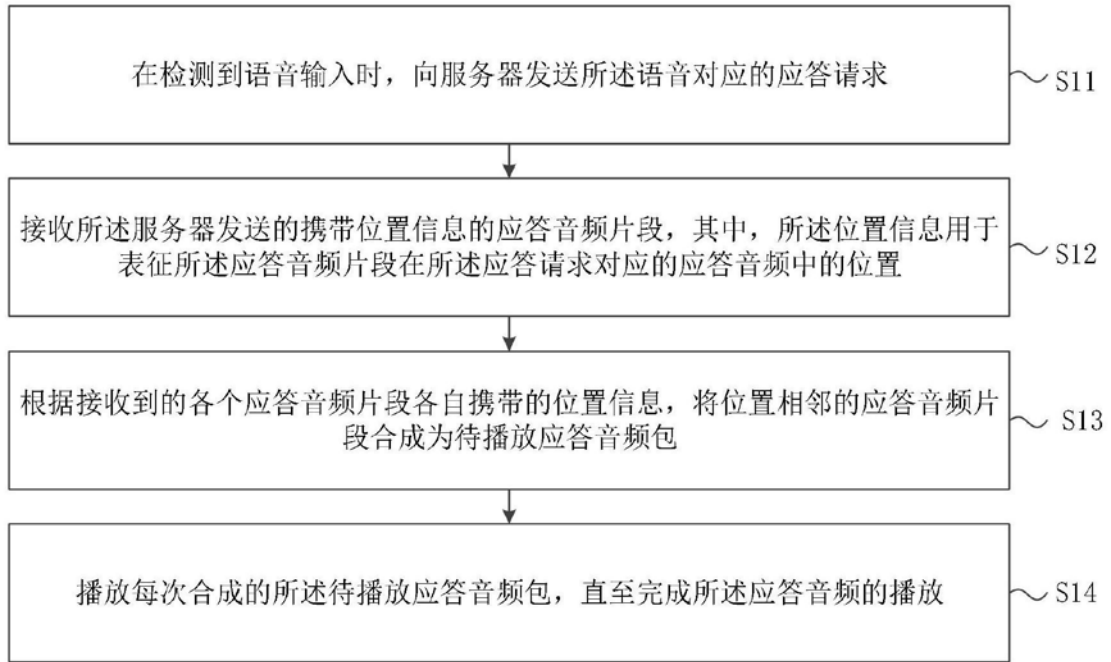 在检测到语音输入时，向服务器发送所述语音对应的应答请求
S11
接收所述服务器发送的携带位置信息的应答音频片段，其中，所述位置信息用于
表征所述应答音频片段在所述应答请求对应的应答音频中的位置
S12
根据接收到的各个应答音频片段各自携带的位置信息，将位置相邻的应答音频片
段合成为待播放应答音频包
S13
播放每次合成的所述待播放应答音频包，直至完成所述应答音频的播放
S14